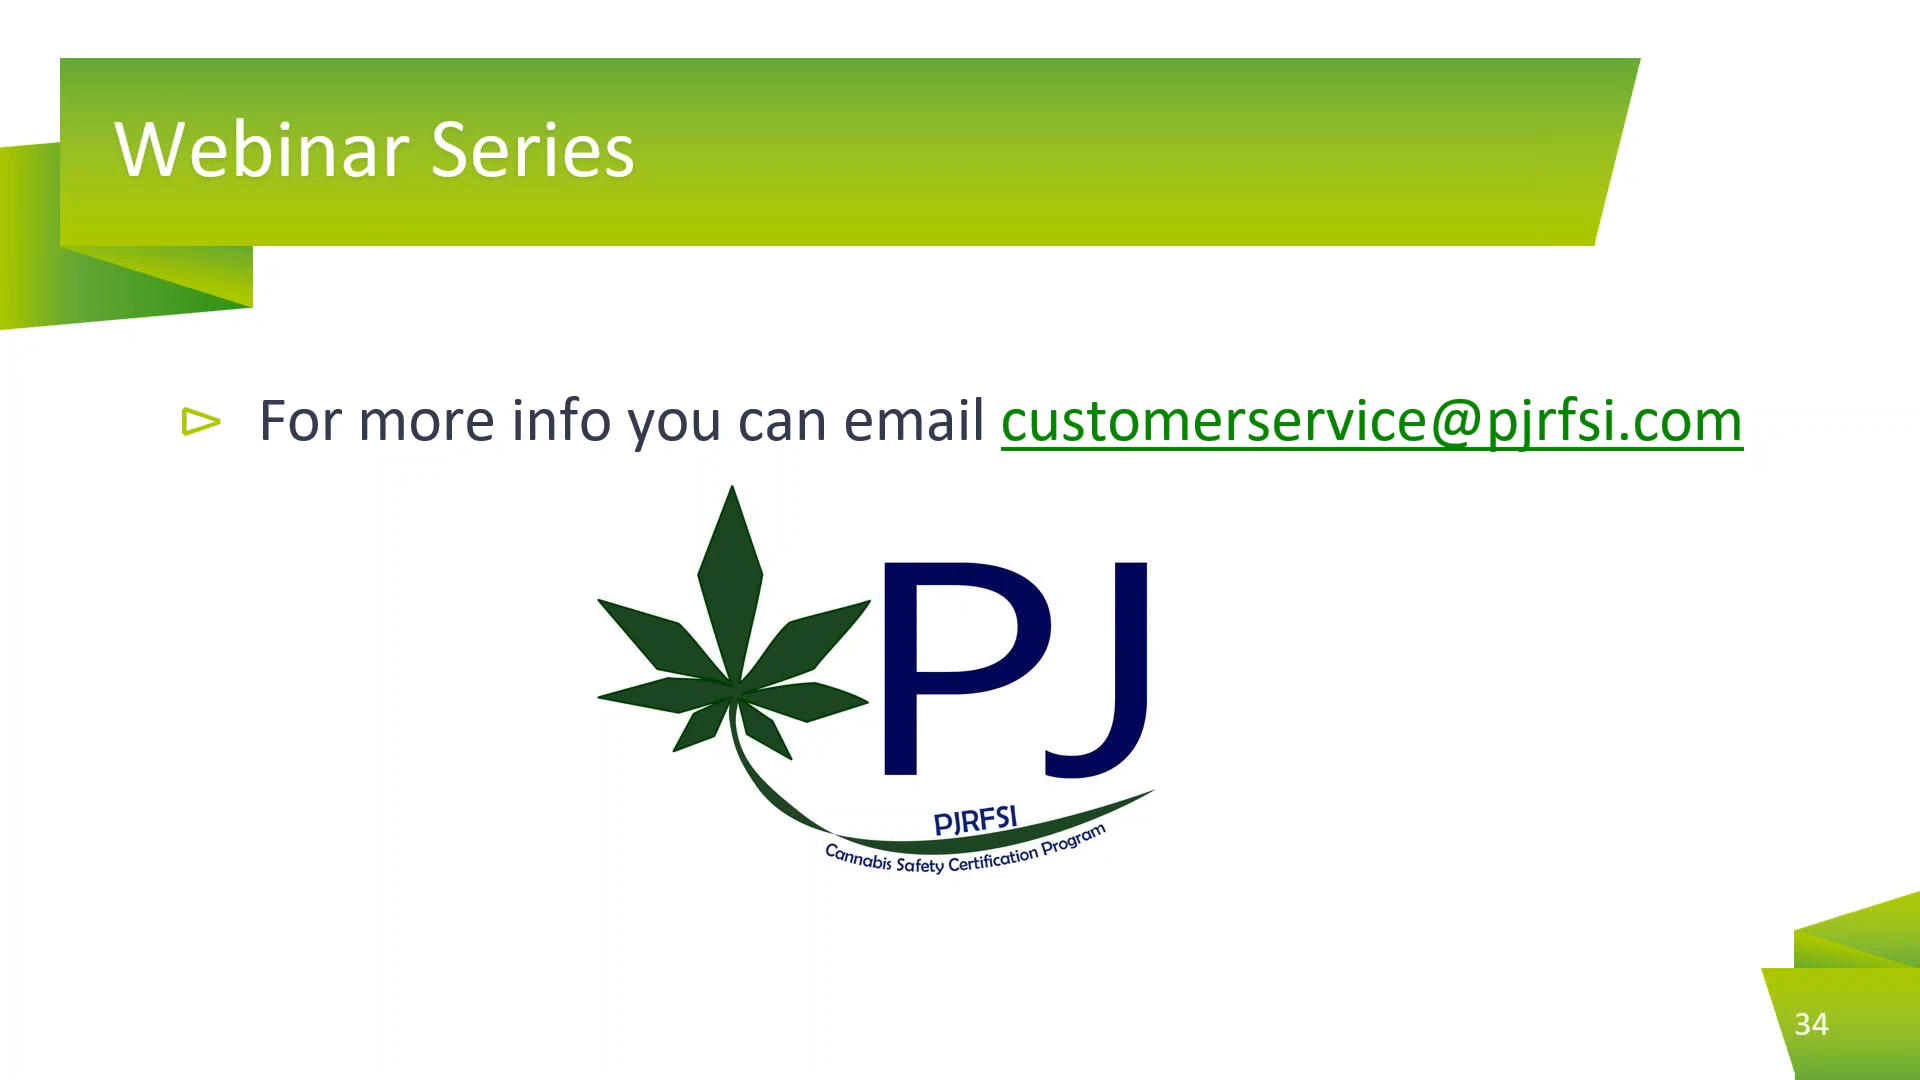 Webinar Series
For more info you can email customerservice@pjrfsi.com
PJ
PJRFSI
Cannabis Safety Certification Program
34